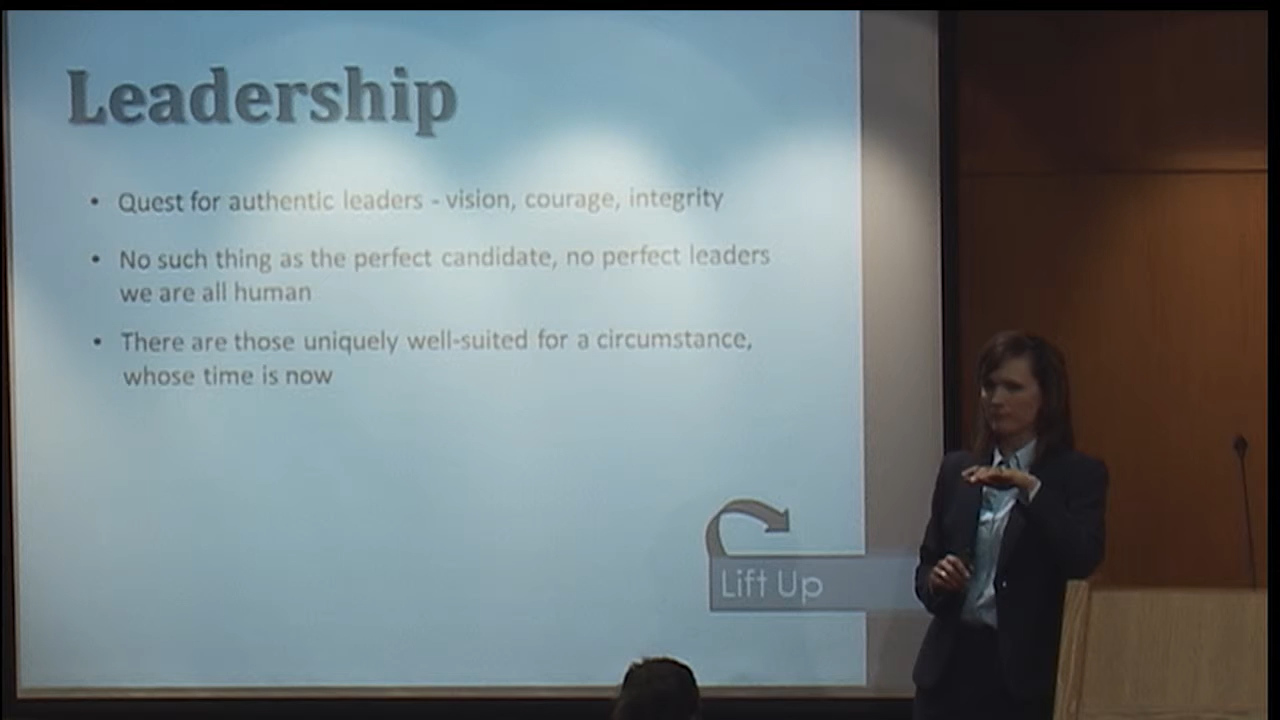 Leadership
• Quest for authentic leaders - vision, courage, integrity
• No such thing as the perfect candidate, no perfect leaders
we are all human
• There are those uniquely well-suited for a circumstance,
whose time is now
Lift Up